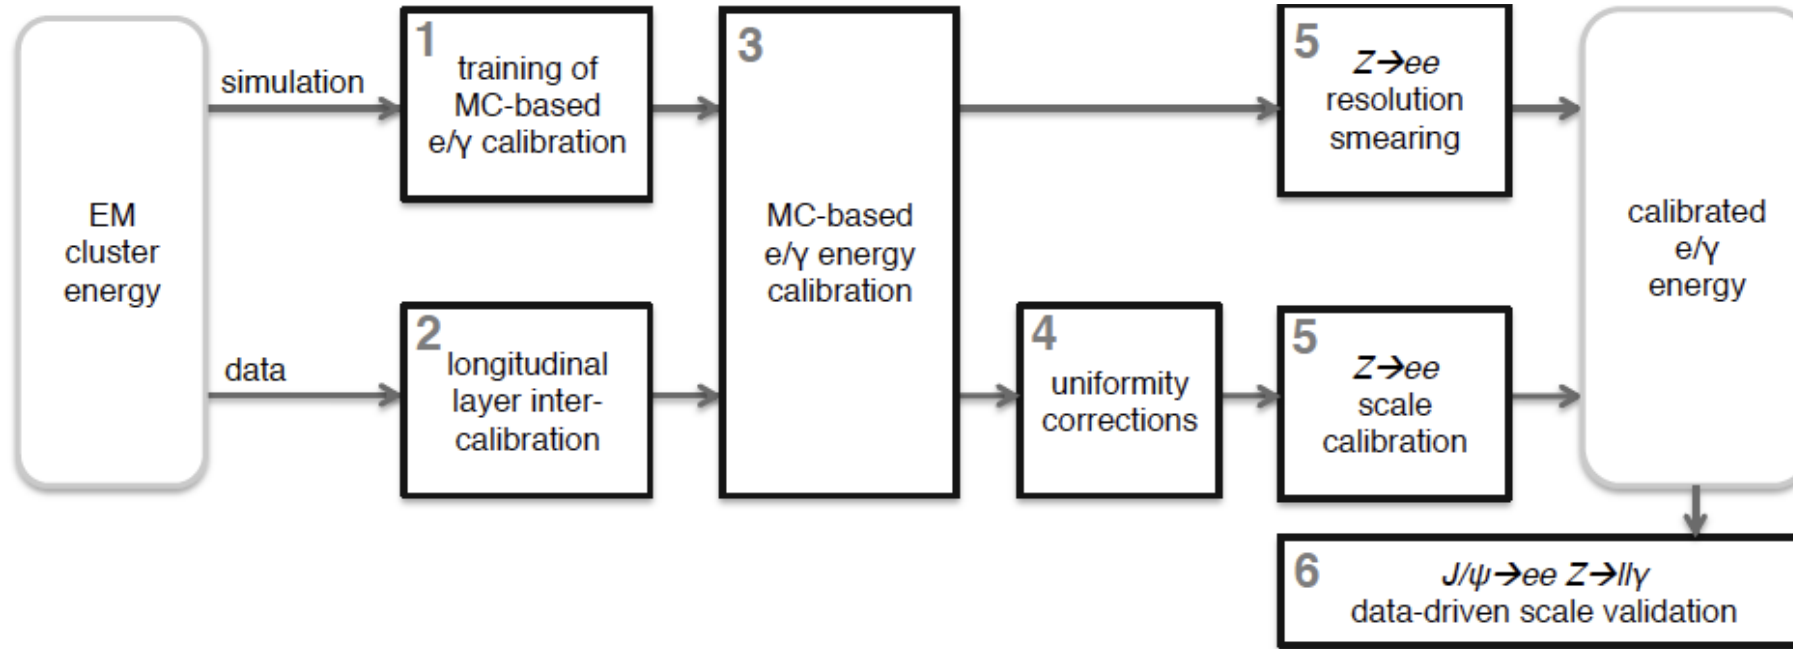 EM
cluster
energy
simulation
data
1
training of
MC-based
e/γ calibration
2
longitudinal
layer inter-
calibration
3
MC-based
e/γ energy
calibration
4
uniformity
corrections
5
Z→ee
resolution
smearing
5
Z→ee
scale
calibration
calibrated
e/γ
energy
6
J/ψ→ee Z→llγ
data-driven scale validation